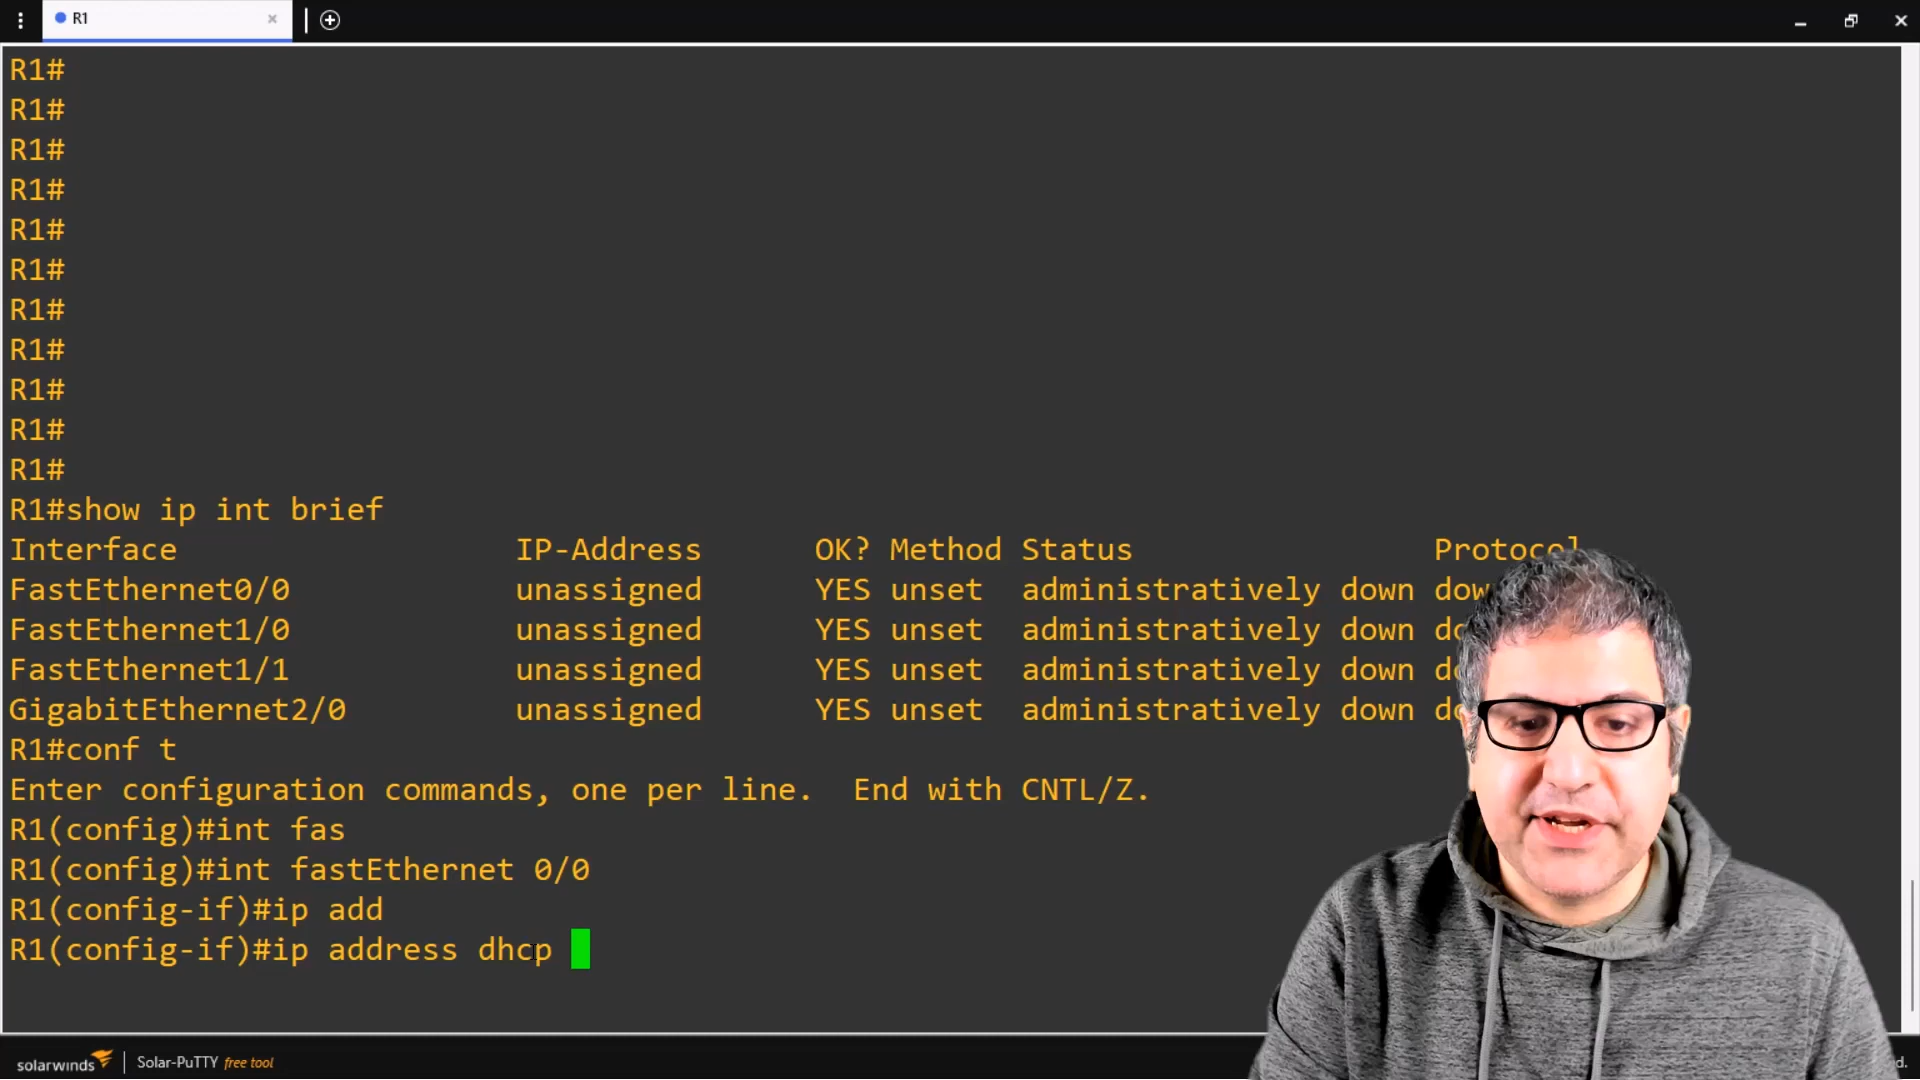 R1
R1#
R1#
R1#
R1#
R1#
R1#
R1#
R1#
R1#
R1#
R1#
R1#show ip int brief
Interface IP-Address OK? Method Status Protocol
FastEthernet0/0 unassigned YES unset administratively down
FastEthernet1/0 unassigned YES unset administratively down
FastEthernet1/1 unassigned YES unset administratively down
GigabitEthernet2/0 unassigned YES unset administratively down
R1#conf t
Enter configuration commands, one per line. End with CNTL/Z.
R1(config)#int fas
R1(config)#int fastEthernet 0/0
R1(config-if)#ip add
R1(config-if)#ip address dhcp
solarwinds Solar-PuTTY free tool